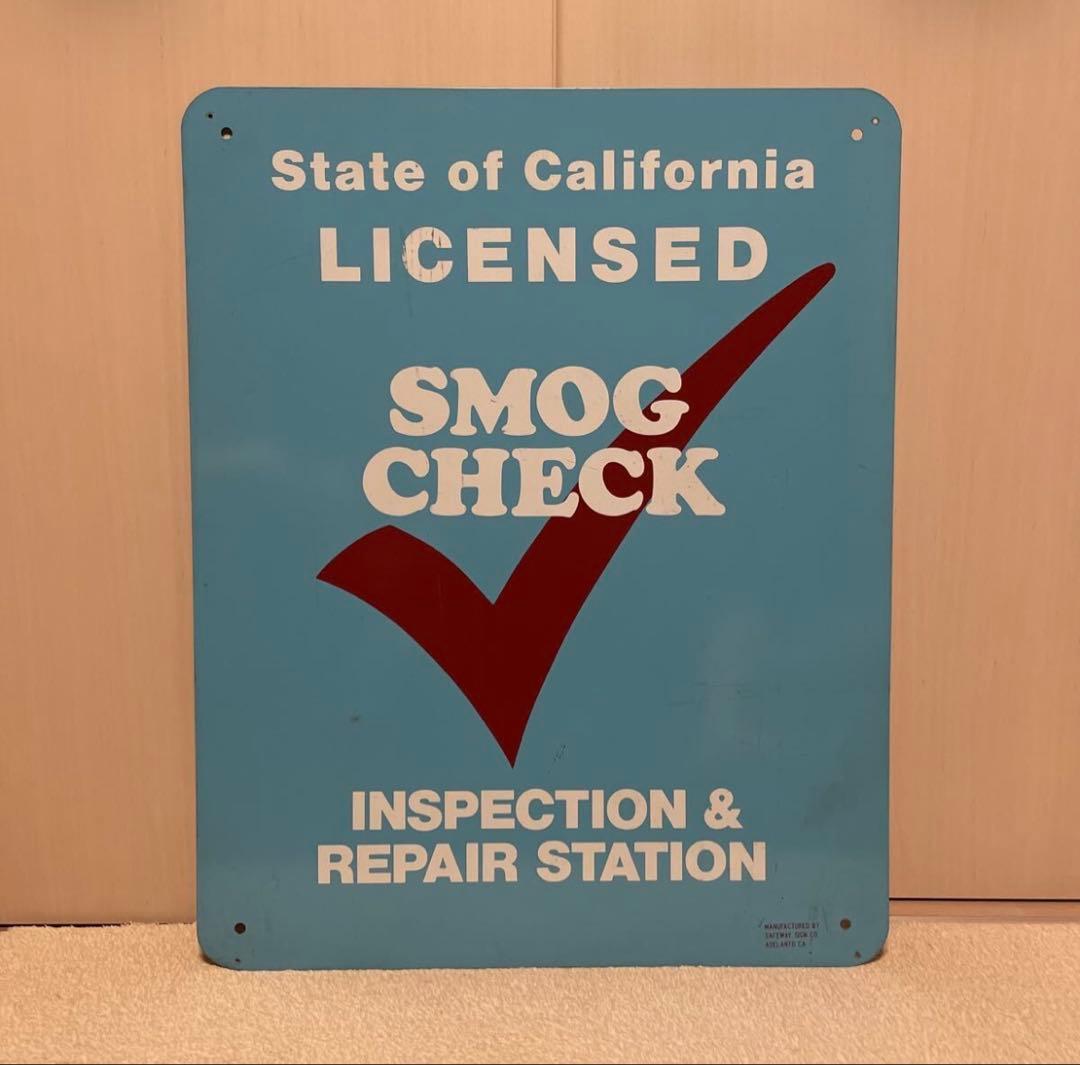 State of California
LICENSED
SMOG
CHECK
INSPECTION &
REPAIR STATION
MANUFACTURED BY
SAFEWAY SIGN CO.
ADELANTO CA